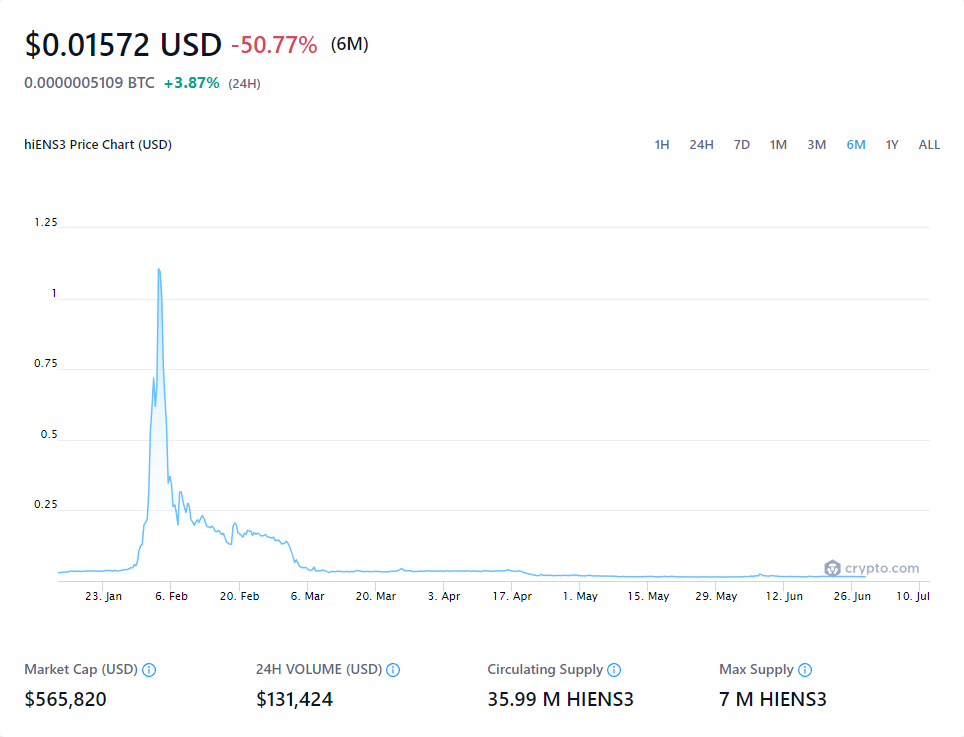 $0.01572 USD -50.77% (6M)
0.0000005109 BTC +3.87% (24H)
hiENS3 Price Chart (USD)
1H 24H 7D 1M 3M 6M 1Y ALL
1.25
1
0.75
0.5
0.25
crypto.com
23. Jan 6. Feb 20. Feb 6. Mar 20. Mar 3. Apr 17. Apr 1. May 15. May 29. May 12. Jun 26. Jun 10. Jul
Market Cap (USD) 24H VOLUME (USD) Circulating Supply Max Supply
$565,820 $131,424 35.99 M HIENS3 7 M HIENS3